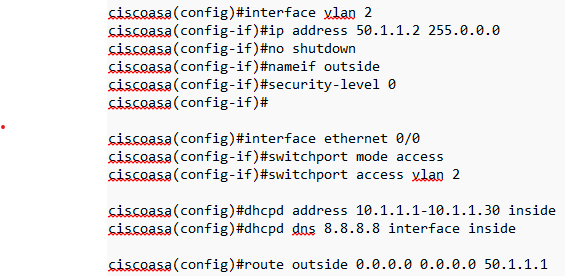 ciscoasa(config)#interface vlan 2
ciscoasa(config-if)#ip address 50.1.1.2 255.0.0.0
ciscoasa(config-if)#no shutdown
ciscoasa(config-if)#nameif outside
ciscoasa(config-if)#security-level 0
ciscoasa(config-if)#
ciscoasa(config)#interface ethernet 0/0
ciscoasa(config-if)#switchport mode access
ciscoasa(config-if)#switchport access vlan 2
ciscoasa(config)#dhcpd address 10.1.1.1-10.1.1.30 inside
ciscoasa(config)#dhcpd dns 8.8.8.8 interface inside
ciscoasa(config)#route outside 0.0.0.0 0.0.0.0 50.1.1.1